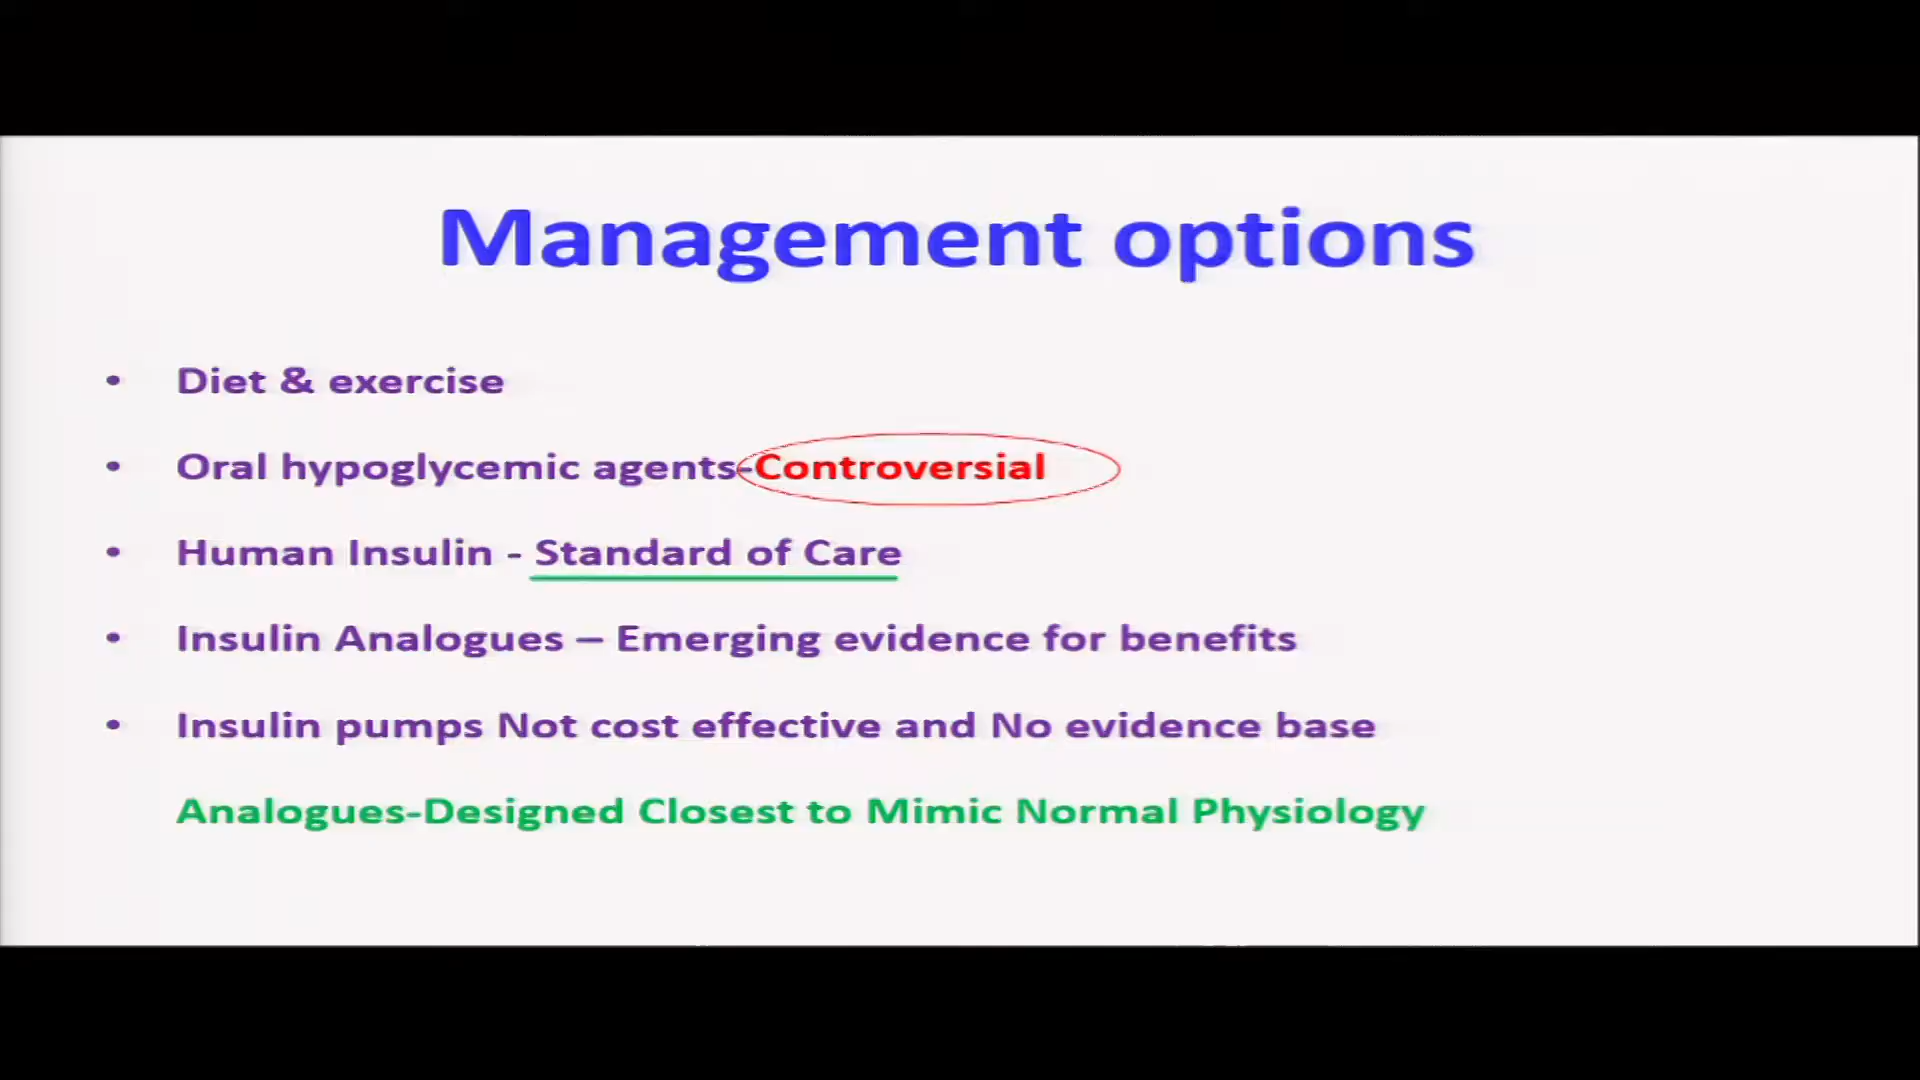 Management options
• Diet & exercise
• Oral hypoglycemic agents-Controversial
• Human Insulin - Standard of Care
• Insulin Analogues – Emerging evidence for benefits
• Insulin pumps Not cost effective and No evidence base
Analogues-Designed Closest to Mimic Normal Physiology